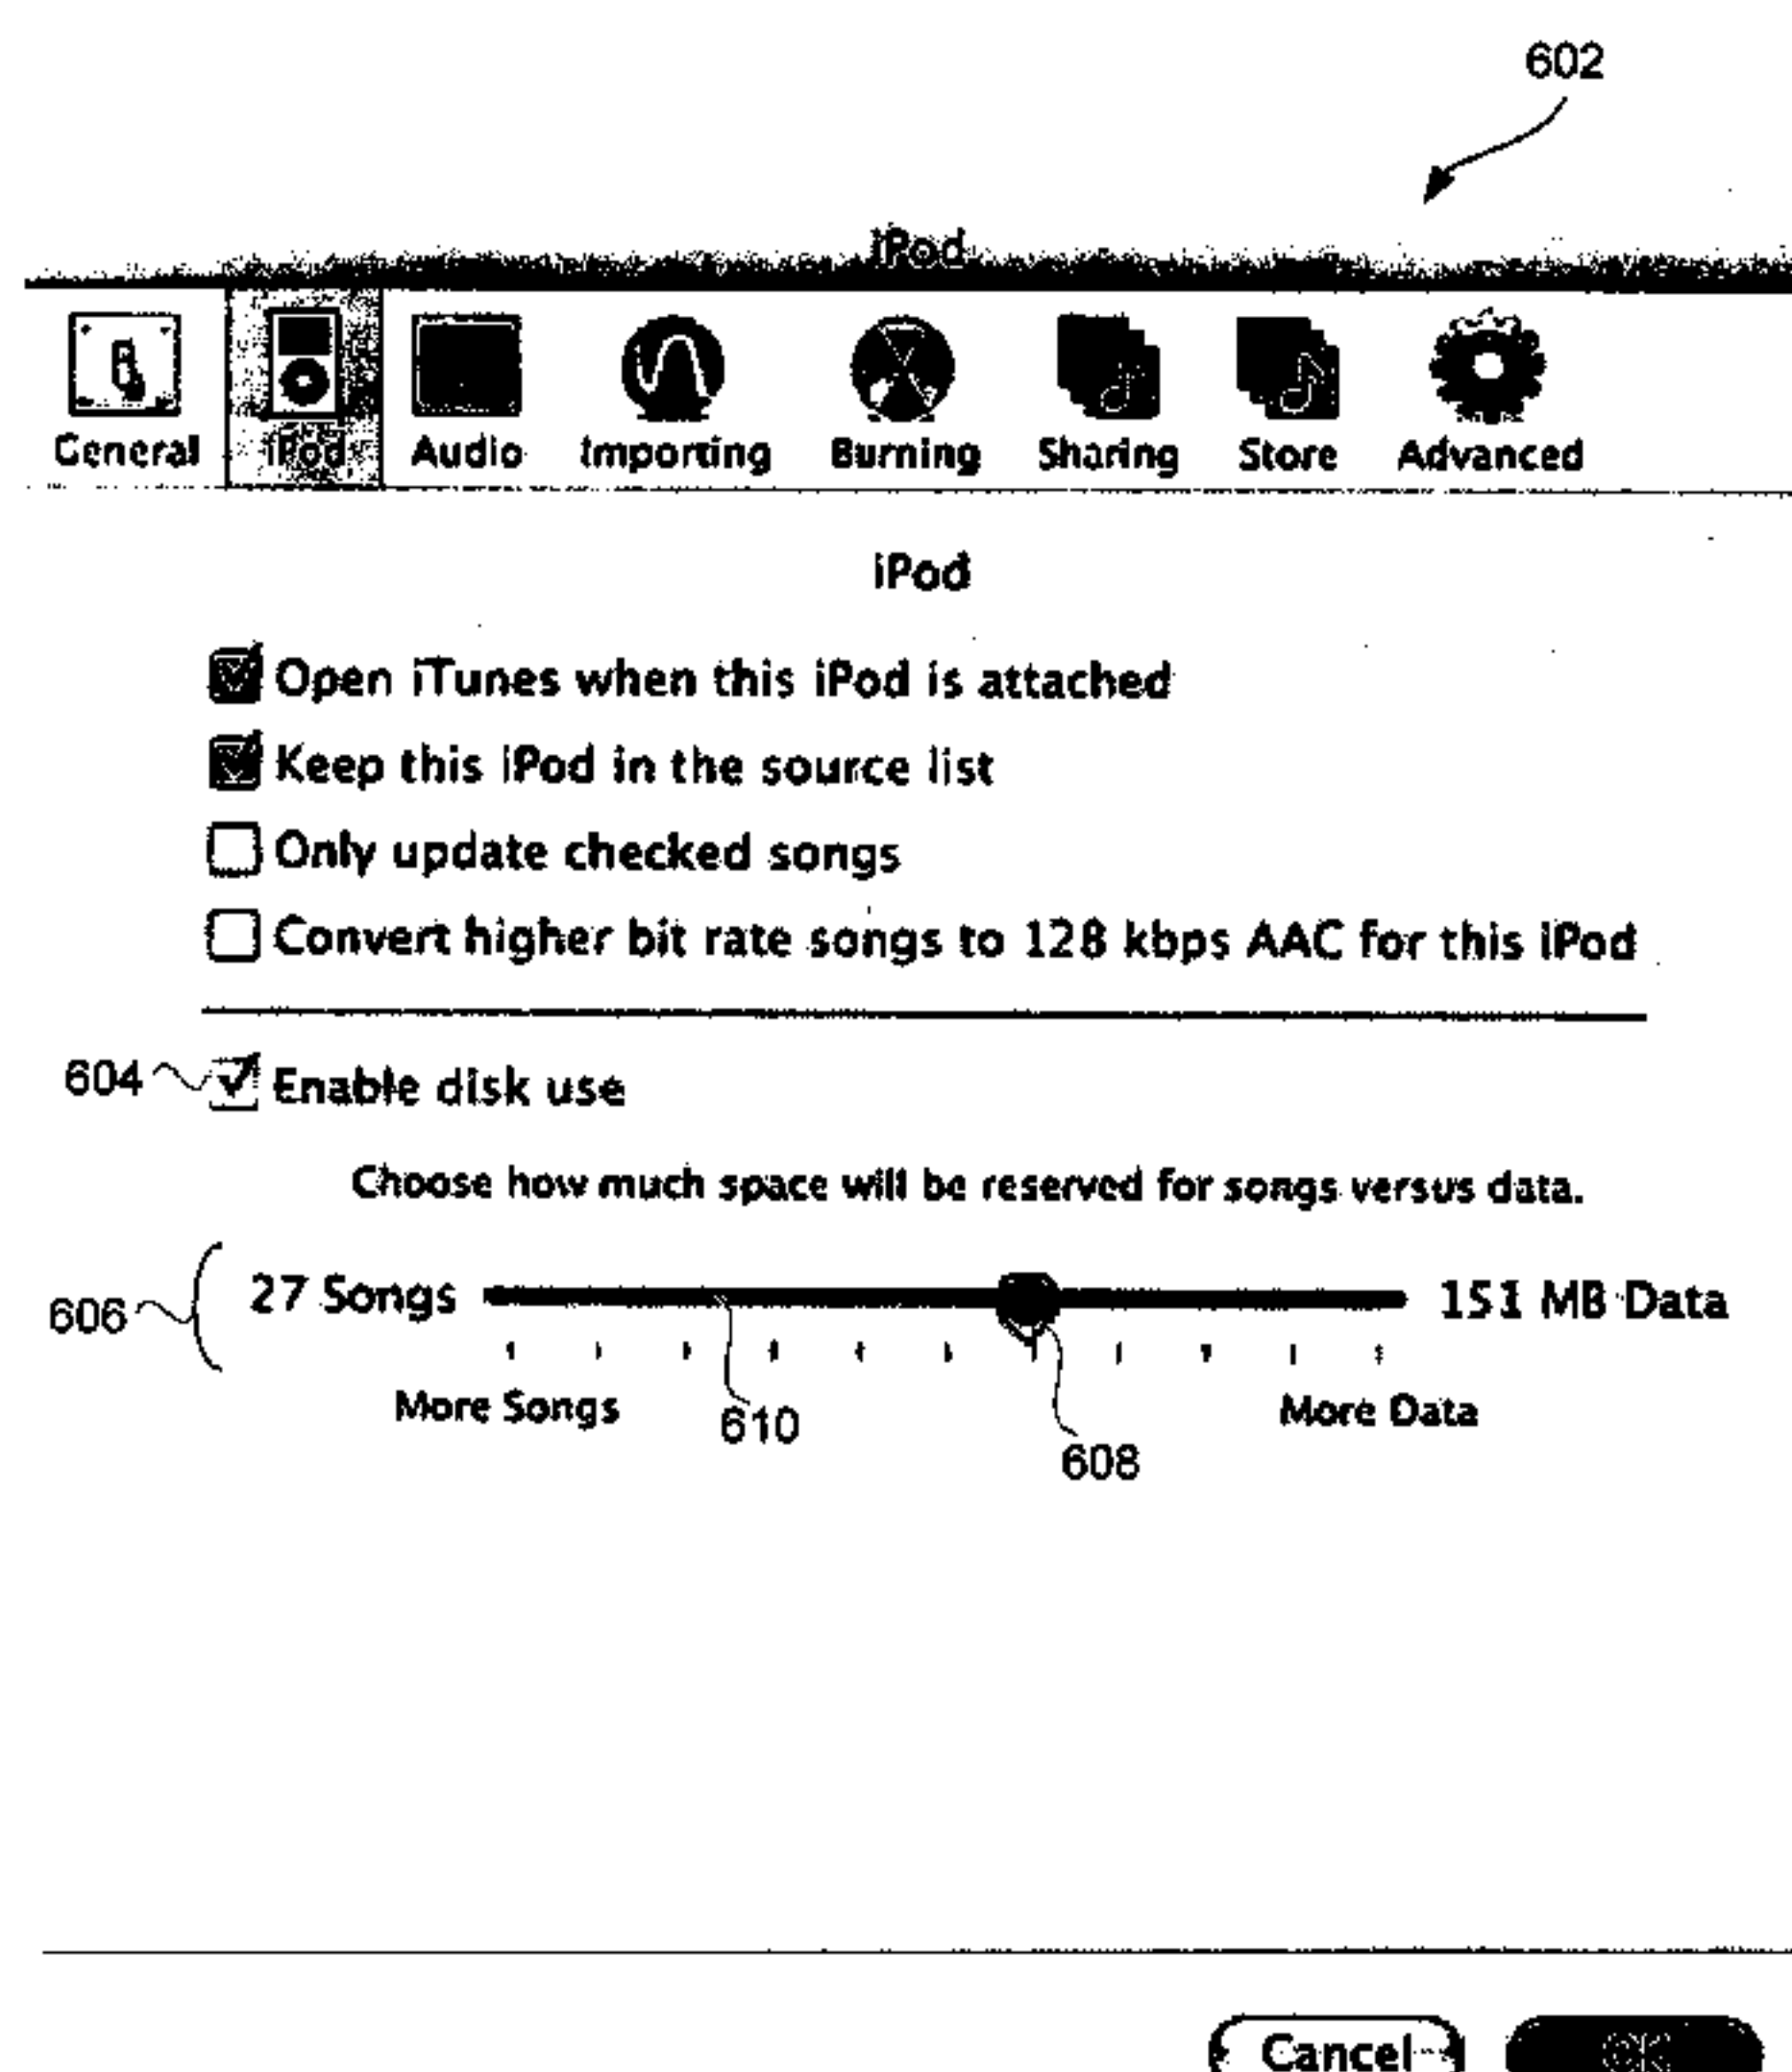 602
iPod
General iPod Audio Importing Burning Sharing Store Advanced
iPod
Open iTunes when this iPod is attached
Keep this iPod in the source list
Only update checked songs
Convert higher bit rate songs to 128 kbps AAC for this iPod
604 Enable disk use
Choose how much space will be reserved for songs versus data.
606 27 Songs 151 MB Data
More Songs 610 More Data
608
Cancel OK